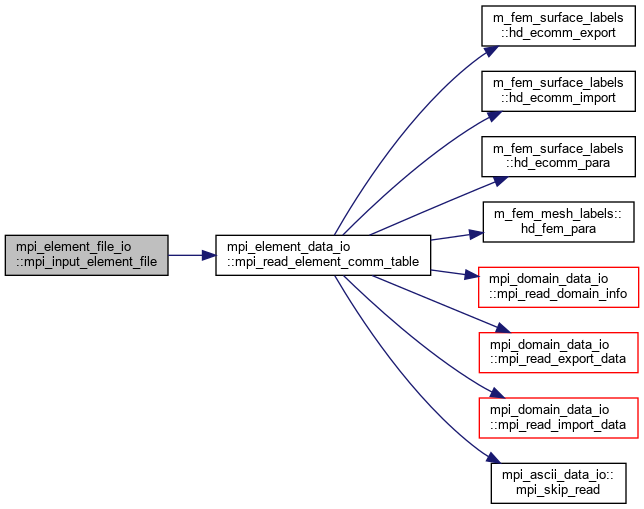 mpi_element_file_io
::mpi_input_element_file
mpi_element_data_io
::mpi_read_element_comm_table
m_fem_surface_labels
::hd_ecomm_export
m_fem_surface_labels
::hd_ecomm_import
m_fem_surface_labels
::hd_ecomm_para
m_fem_mesh_labels::
hd_fem_para
mpi_domain_data_io
::mpi_read_domain_info
mpi_domain_data_io
::mpi_read_export_data
mpi_domain_data_io
::mpi_read_import_data
mpi_ascii_data_io::
mpi_skip_read